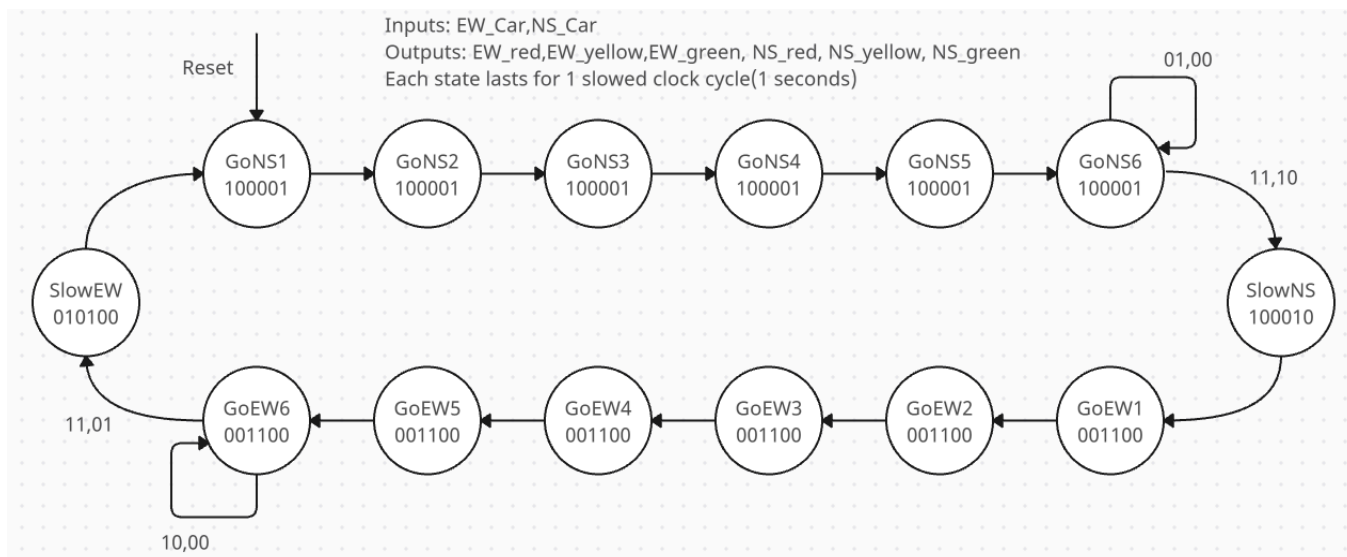 Inputs: EW_Car,NS_Car
Outputs: EW_red,EW_yellow,EW_green, NS_red, NS_yellow, NS_green
Each state lasts for 1 slowed clock cycle(1 seconds)
Reset
01,00
GoNS1
100001
GoNS2
100001
GoNS3
100001
GoNS4
100001
GoNS5
100001
GoNS6
100001
11,10
SlowEW
010100
SlowNS
100010
11,01
GoEW6
001100
GoEW5
001100
GoEW4
001100
GoEW3
001100
GoEW2
001100
GoEW1
001100
10,00